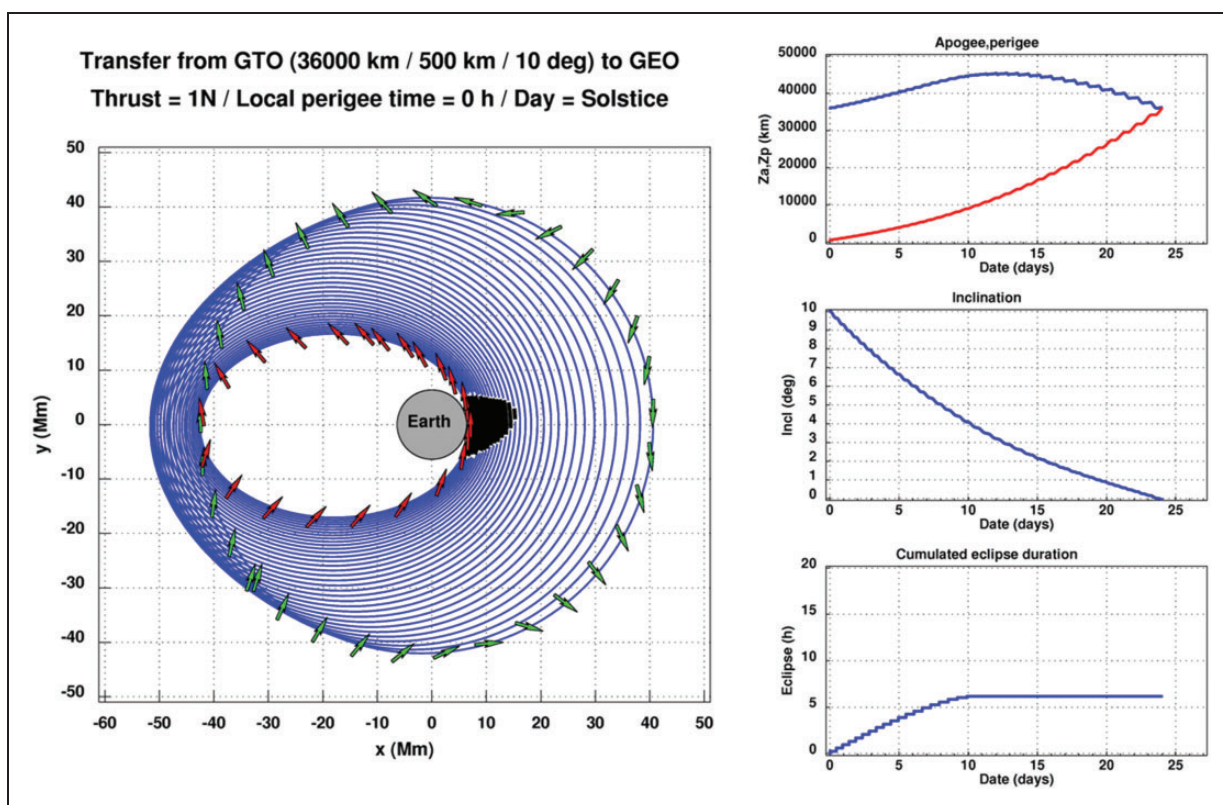 Transfer from GTO (36000 km / 500 km / 10 deg) to GEO
Thrust = 1N / Local perigee time = 0 h / Day = Solstice
50
40
30
20
10
0
-10
-20
-30
-40
-50
y (Mm)
Earth
-60 -50 -40 -30 -20 -10 0 10 20 30 40 50
x (Mm)
Apogee,perigee
50000
40000
30000
20000
10000
0
Za,Zp (km)
0 5 10 15 20 25
Date (days)
Inclination
10
9
8
7
6
5
4
3
2
1
0
Incl (deg)
0 5 10 15 20 25
Date (days)
Cumulated eclipse duration
20
15
10
5
0
Eclipse (h)
0 5 10 15 20 25
Date (days)